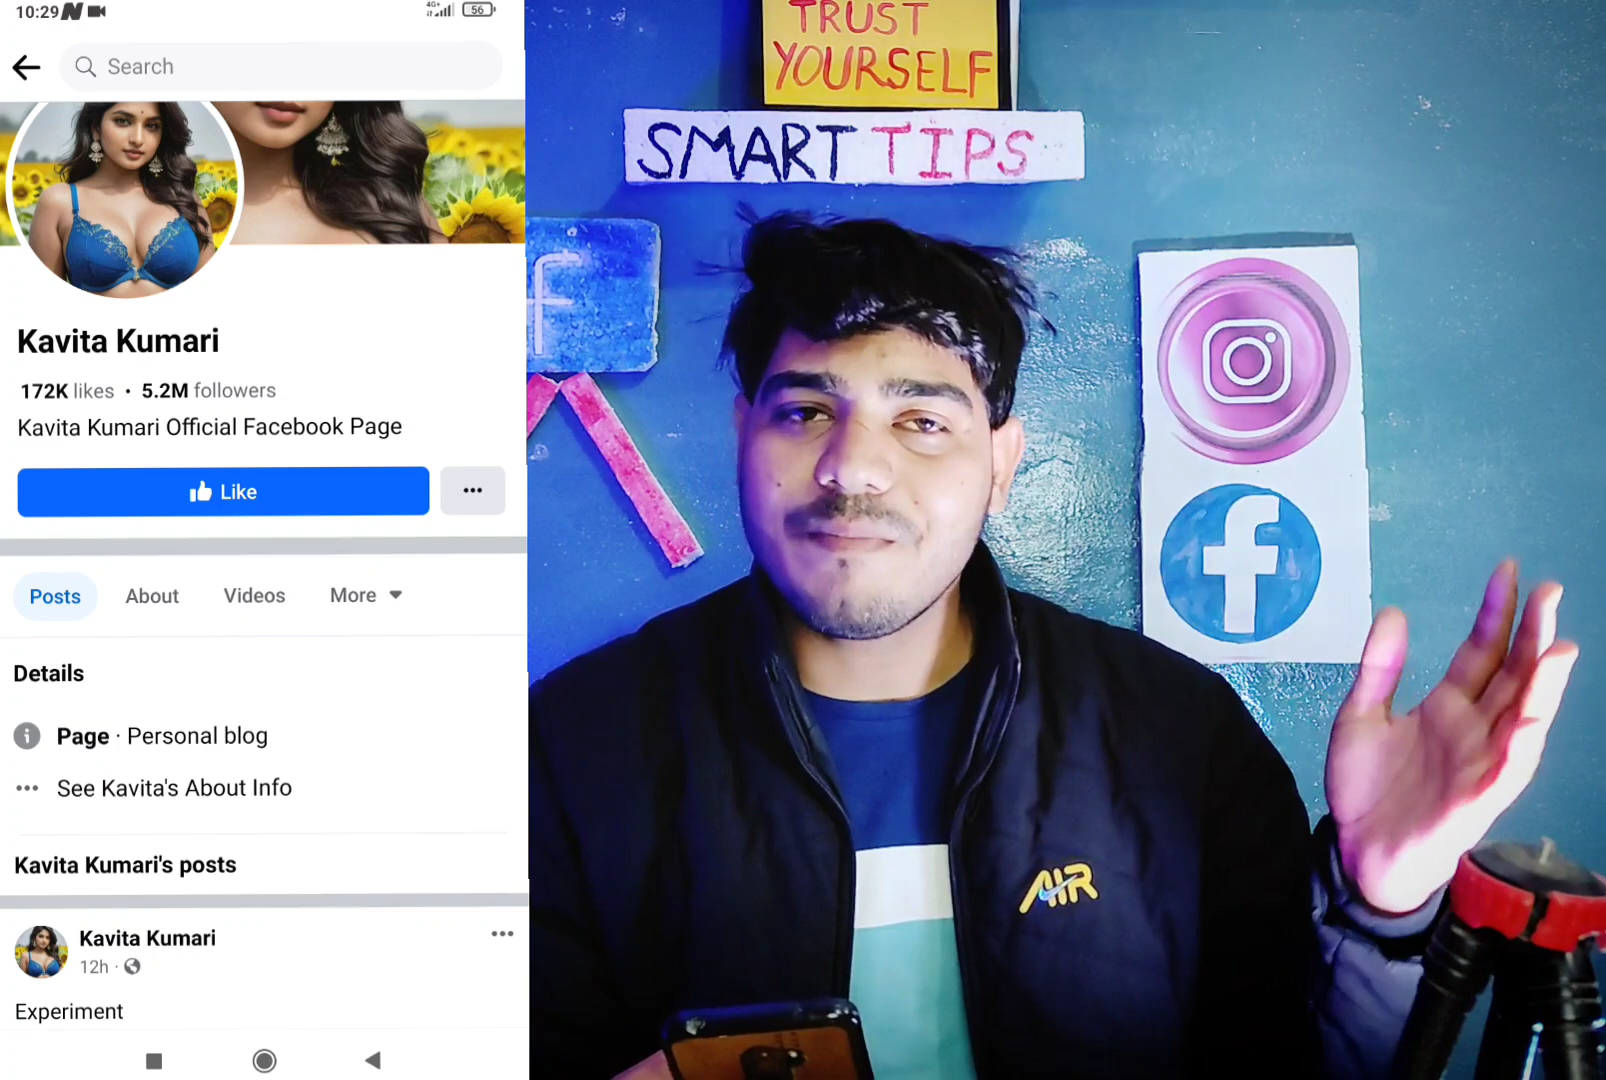 10:29
4G+
56
Search
Kavita Kumari
172K likes • 5.2M followers
Kavita Kumari Official Facebook Page
Like
Posts
About
Videos
More
Details
Page · Personal blog
See Kavita's About Info
Kavita Kumari's posts
Kavita Kumari
12h ·
Experiment
TRUST
YOURSELF
SMART TIPS
f
f
AIR